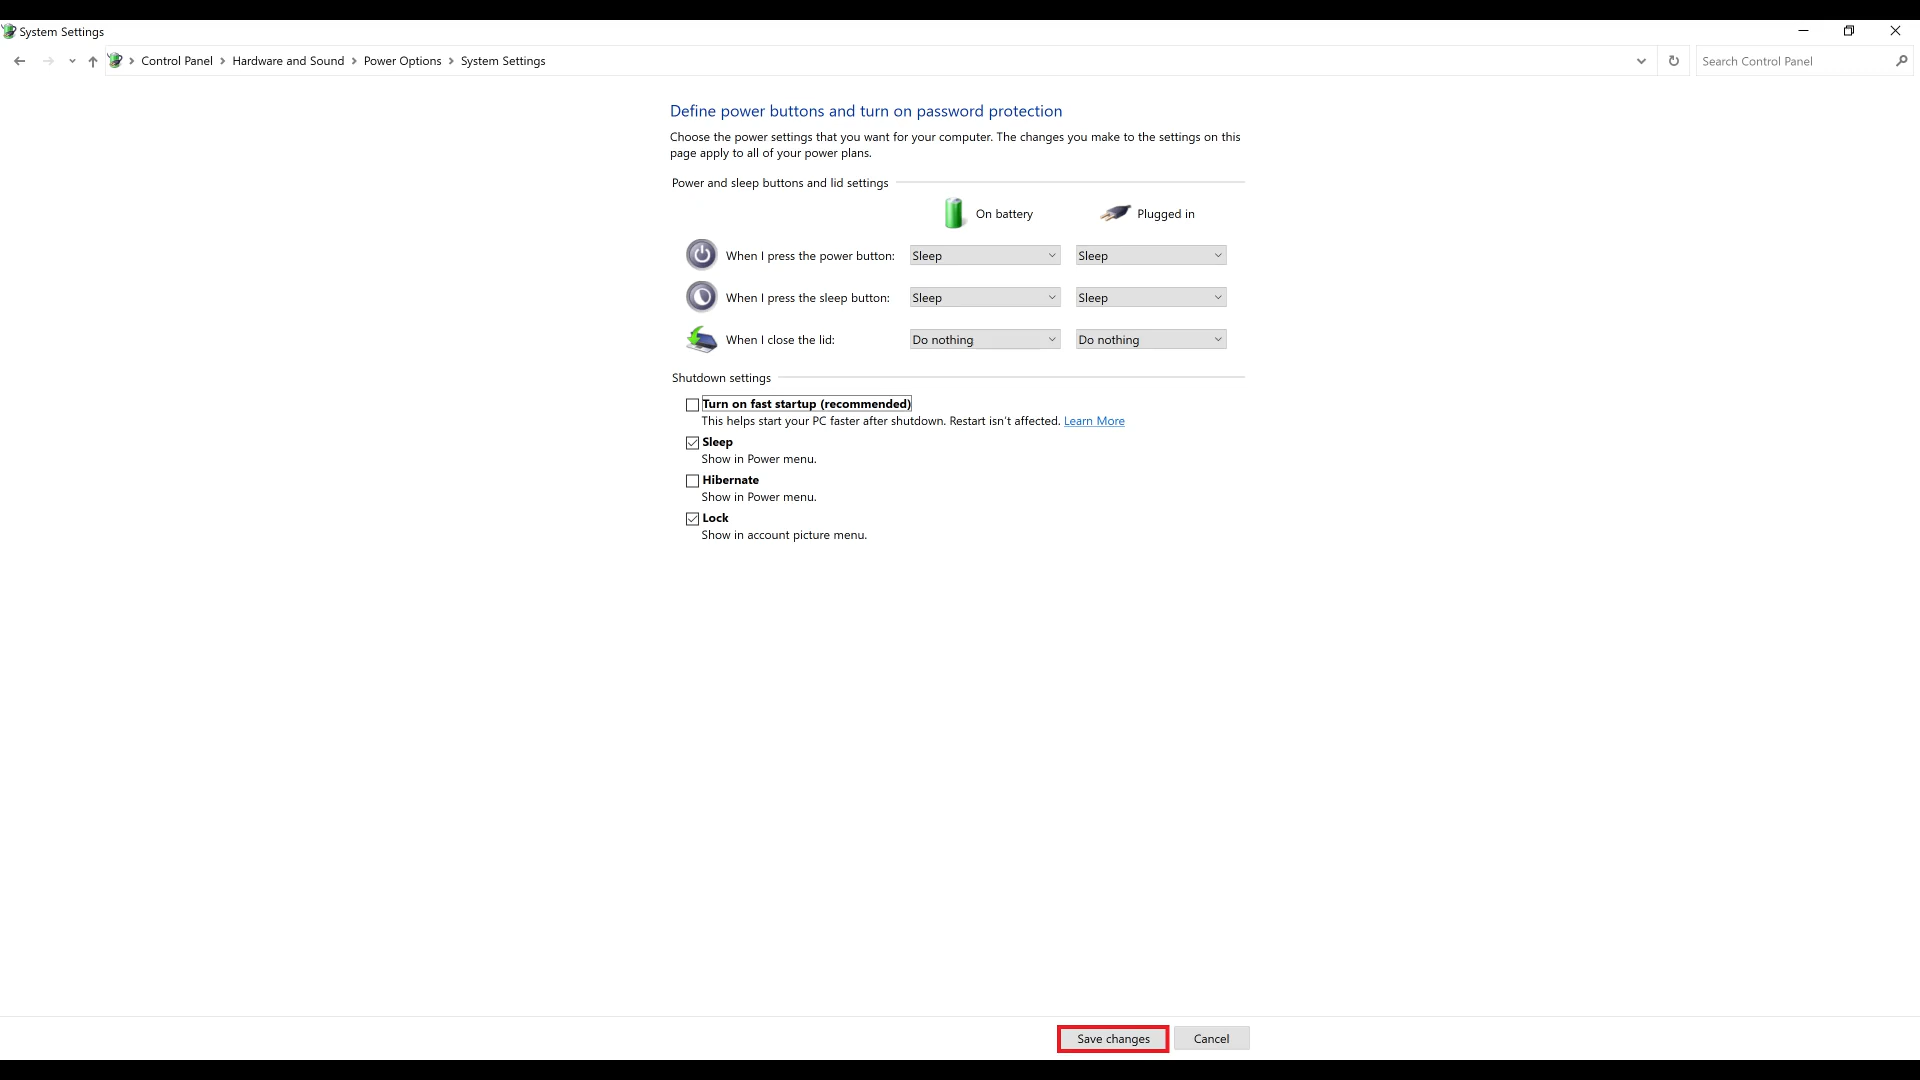 System Settings
Control Panel > Hardware and Sound > Power Options > System Settings
Search Control Panel
Define power buttons and turn on password protection
Choose the power settings that you want for your computer. The changes you make to the settings on this
page apply to all of your power plans.
Power and sleep buttons and lid settings
On battery Plugged in
When I press the power button: Sleep Sleep
When I press the sleep button: Sleep Sleep
When I close the lid: Do nothing Do nothing
Shutdown settings
Turn on fast startup (recommended)
This helps start your PC faster after shutdown. Restart isn't affected. Learn More
Sleep
Show in Power menu.
Hibernate
Show in Power menu.
Lock
Show in account picture menu.
Save changes Cancel